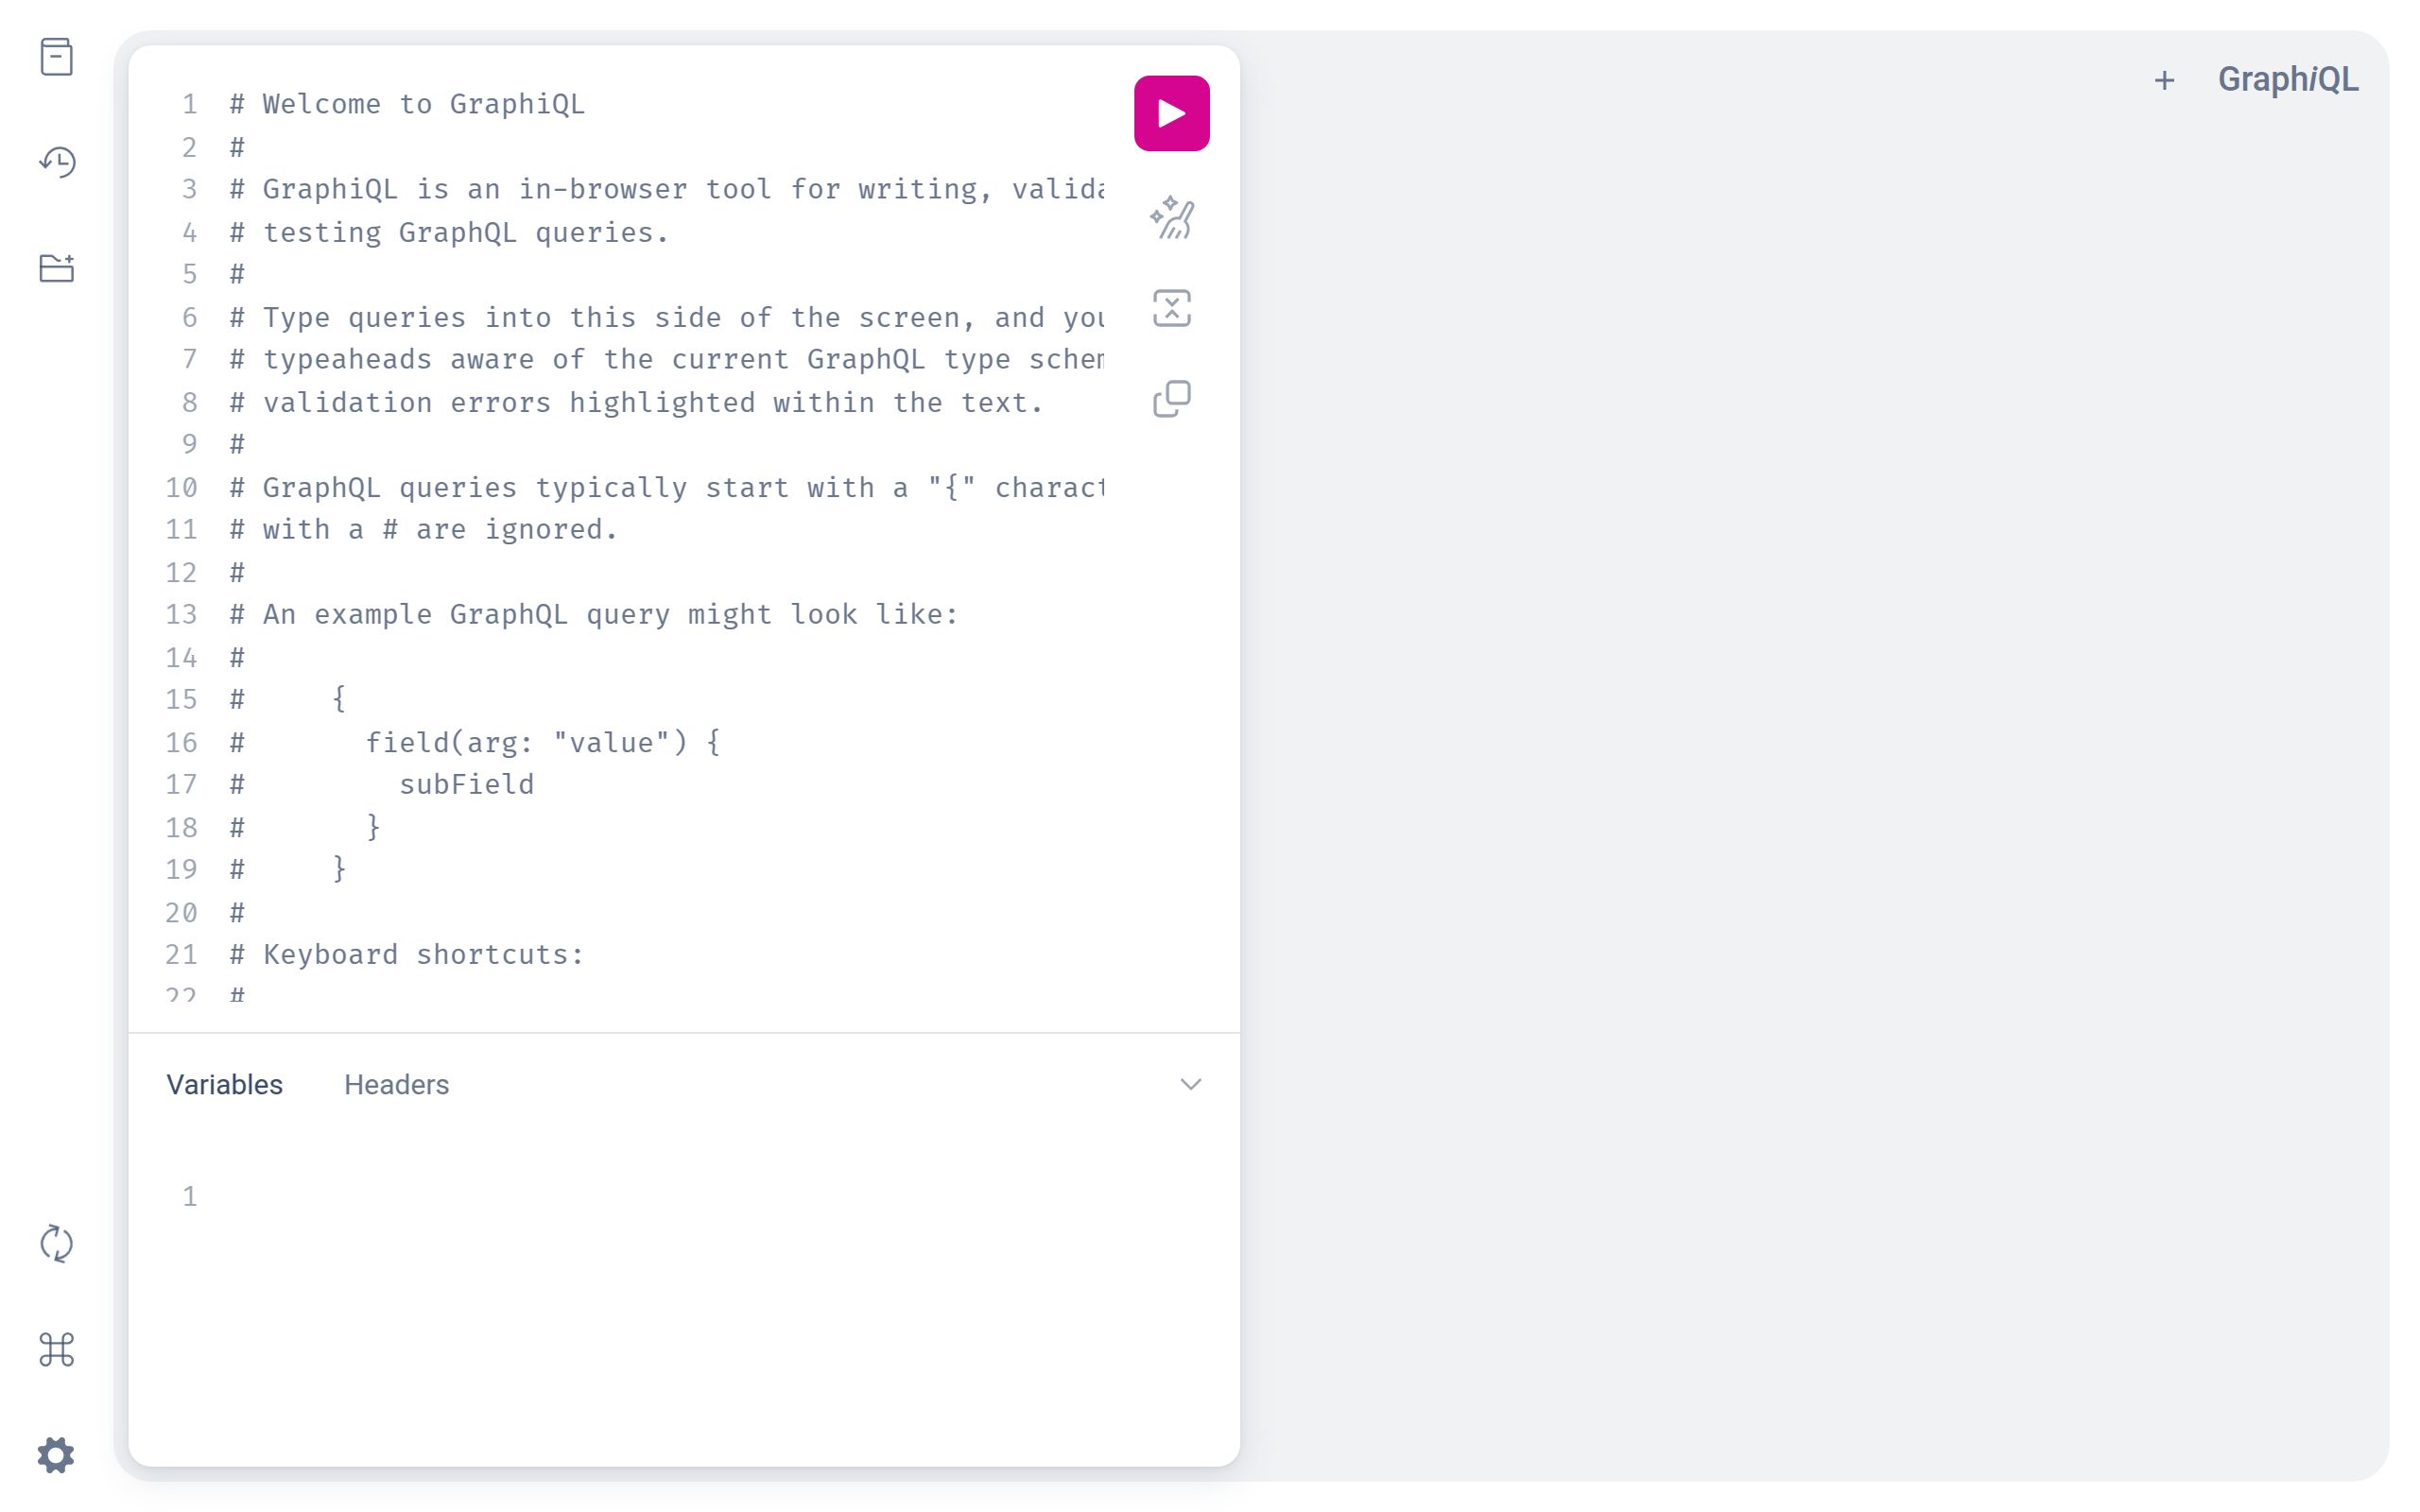 1 # Welcome to GraphiQL
2 #
3 # GraphiQL is an in-browser tool for writing, valida
4 # testing GraphQL queries.
5 #
6 # Type queries into this side of the screen, and you
7 # typeaheads aware of the current GraphQL type schem
8 # validation errors highlighted within the text.
9 #
10 # GraphQL queries typically start with a "{" charact
11 # with a # are ignored.
12 #
13 # An example GraphQL query might look like:
14 #
15 #     {
16 #       field(arg: "value") {
17 #         subField
18 #       }
19 #     }
20 #
21 # Keyboard shortcuts:
22 #
Variables Headers
1
+ GraphiQL